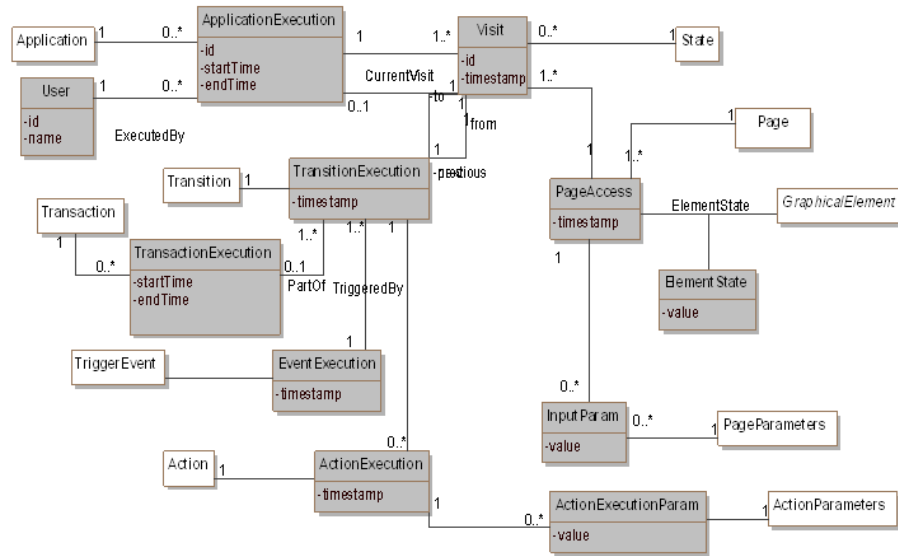 ApplicationExecution
-id
-startTime
-endTime
Application
1
0..*
1
1..*
Visit
-id
-timestamp
0..*
1
State
User
-id
-name
1
0..*
ExecutedBy
CurrentVisit
0..1
1
-to
1
1
from
1..*
1
Page
1..*
1
PageAccess
-timestamp
ElementState
GraphicalElement
ElementState
-value
Transition
1
TransitionExecution
-timestamp
1
previous
Transaction
1
0..*
TransactionExecution
-startTime
-endTime
0..1
1..*
PartOf
1..*
1
TriggeredBy
1
TriggerEvent
EventExecution
-timestamp
1
0..*
InputParam
-value
0..*
1
PageParameters
Action
1
0..*
ActionExecution
-timestamp
1
0..*
ActionExecutionParam
-value
1
ActionParameters